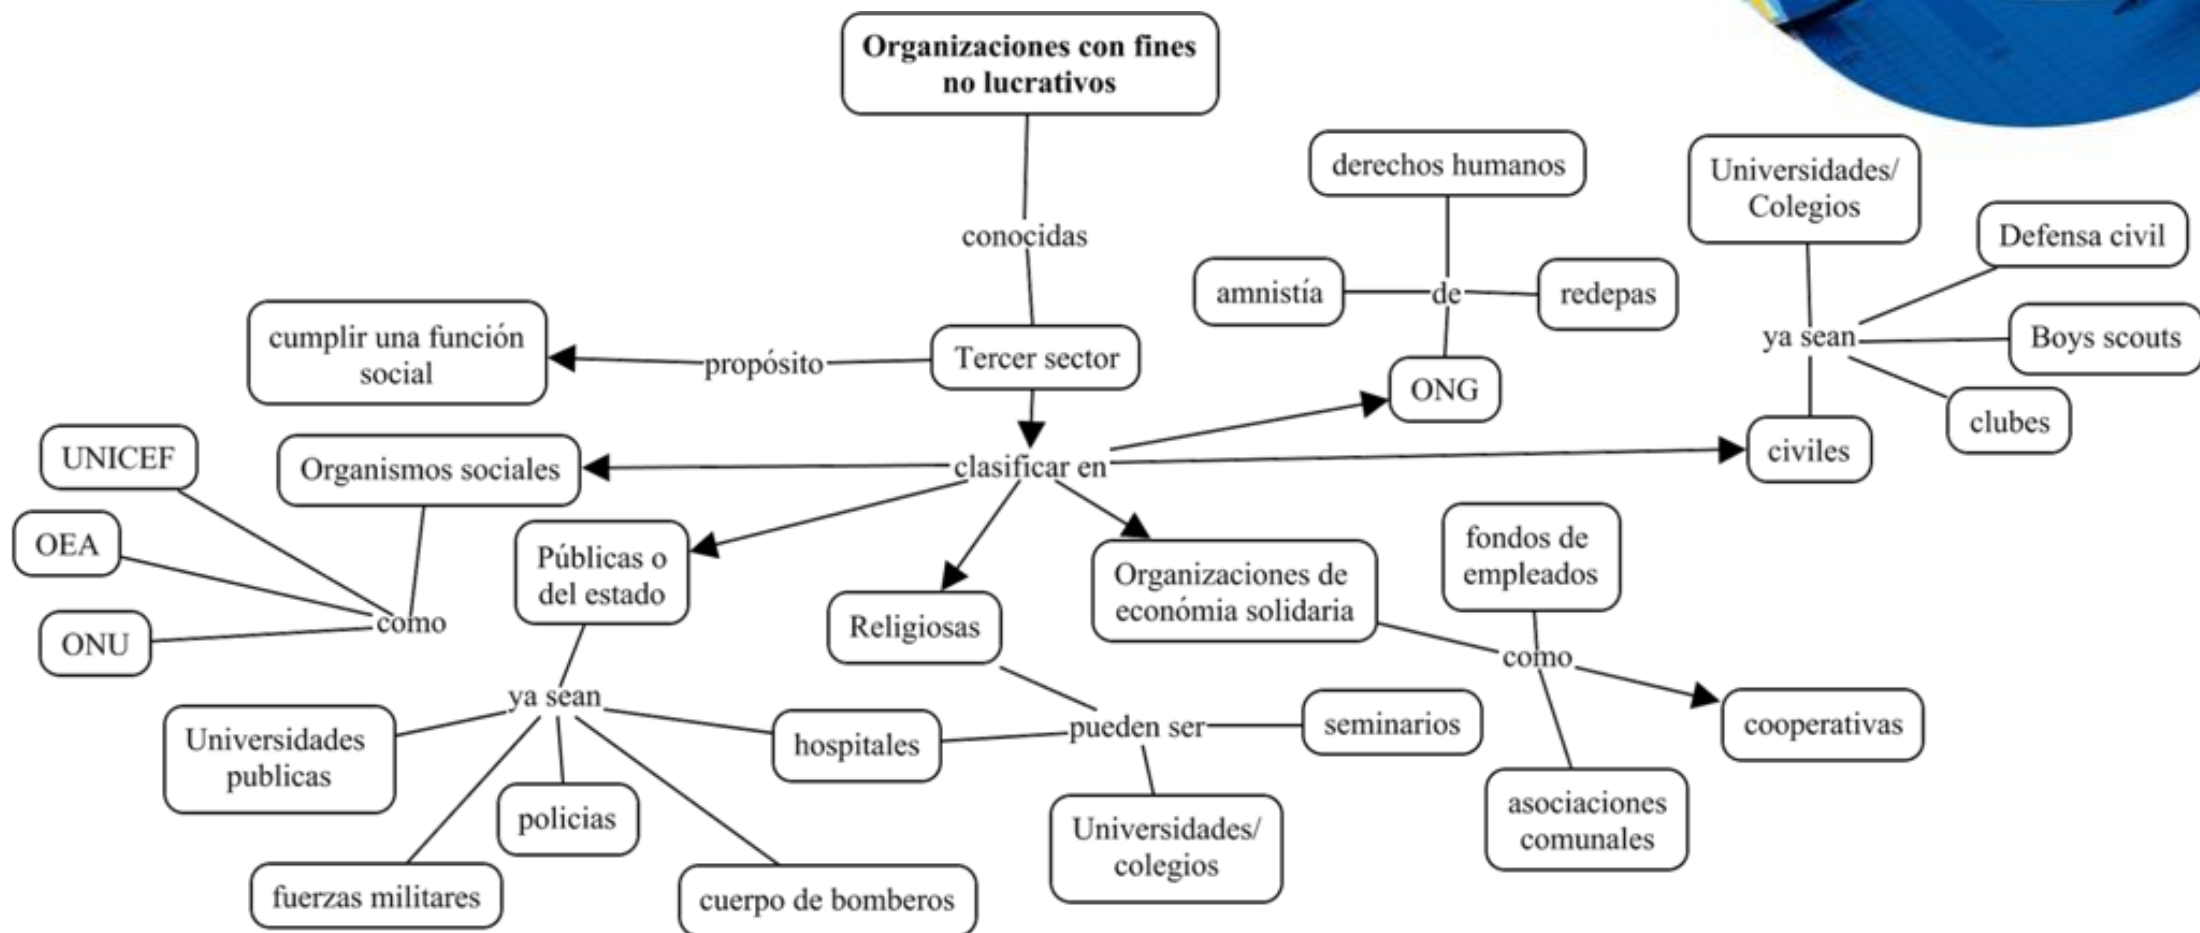 Organizaciones con fines
no lucrativos
conocidas
derechos humanos
amnistía
de
redepas
ONG
Universidades/
Colegios
Defensa civil
ya sean
Boys scouts
clubes
civiles
cumplir una función
social
propósito
Tercer sector
clasificar en
Organismos sociales
UNICEF
OEA
ONU
como
Públicas o
del estado
Religiosas
Organizaciones de
económia solidaria
fondos de
empleados
como
cooperativas
asociaciones
comunales
ya sean
Universidades
publicas
policias
hospitales
pueden ser
seminarios
Universidades/
colegios
fuerzas militares
cuerpo de bomberos